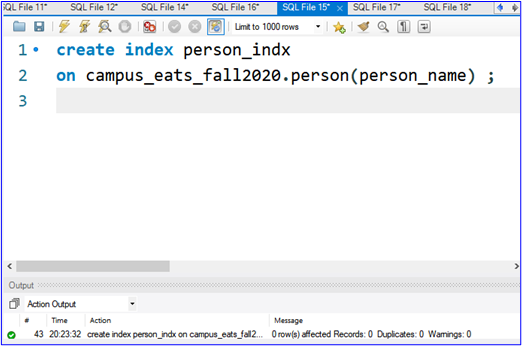 SQL File 11* SQL File 12* SQL File 14* SQL File 16* SQL File 15* SQL File 17* SQL File 18*
Limit to 1000 rows
1 create index person_indx
2 on campus_eats_fall2020.person(person_name) ;
3
Output
Action Output
# Time Action Message
43 20:23:32 create index person_indx on campus_eats_fall2... 0 row(s) affected Records: 0 Duplicates: 0 Warnings: 0